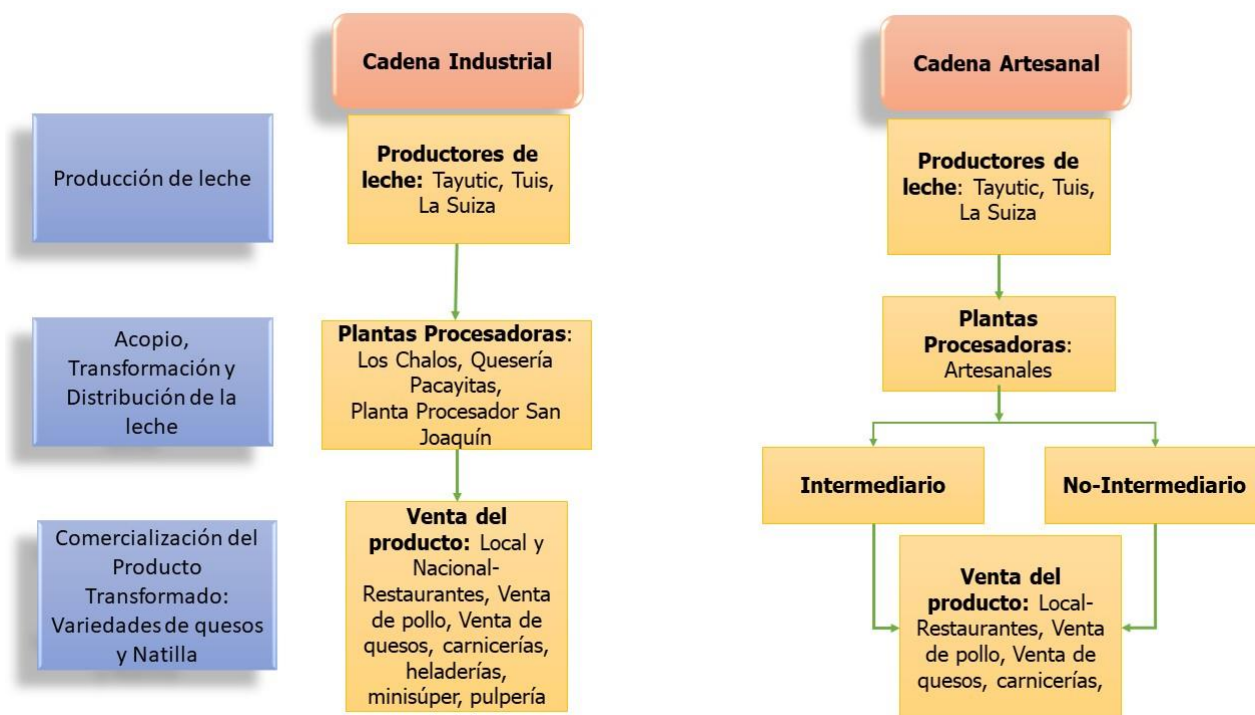 Cadena Industrial
Cadena Artesanal
Producción de leche
Productores de
leche: Tayutic, Tuis,
La Suiza
Productores de
leche: Tayutic, Tuis,
La Suiza
Acopio,
Transformación y
Distribución de la
leche
Plantas Procesadoras:
Los Chalos, Quesería
Pacayitas,
Planta Procesador San
Joaquín
Plantas
Procesadoras:
Artesanales
Intermediario
No-Intermediario
Comercialización del
Producto
Transformado:
Variedades de quesos
y Natilla
Venta del
producto: Local y
Nacional-
Restaurantes, Venta
de pollo, Venta de
quesos, carnicerías,
heladerías,
minisúper, pulpería
Venta del
producto: Local-
Restaurantes, Venta
de pollo, Venta de
quesos, carnicerías,